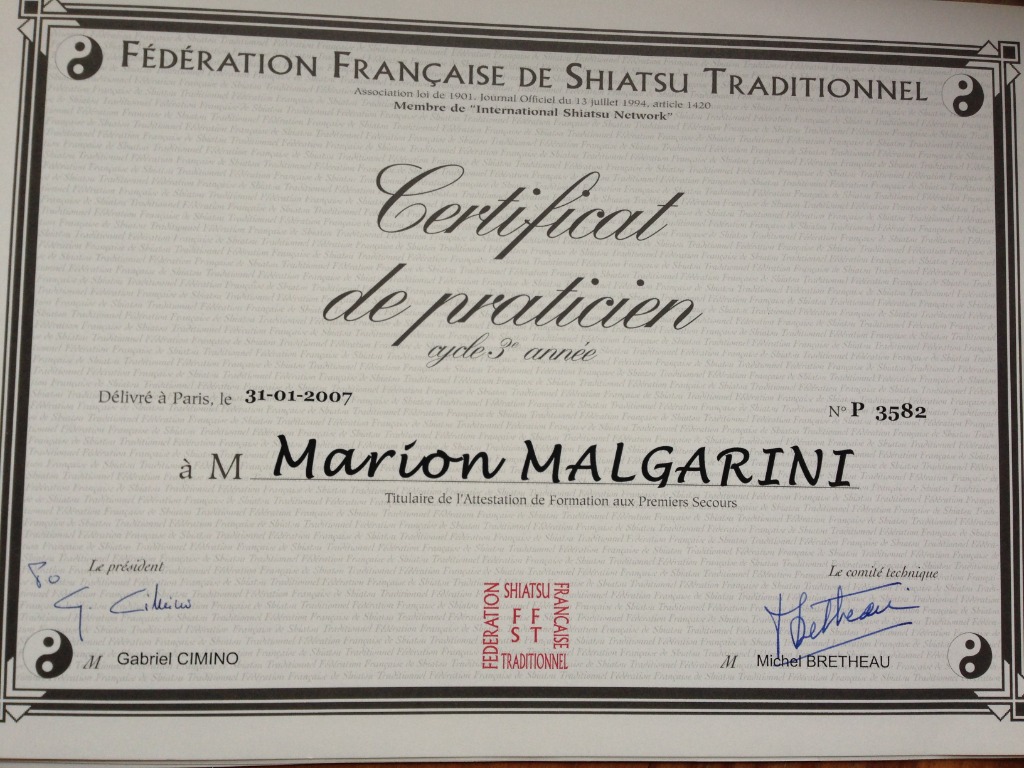 FÉDÉRATION FRANÇAISE DE SHIATSU TRADITIONNEL
Association loi de 1901. Journal Officiel du 13 juillet 1994, article 1420
Membre de "International Shiatsu Network"
Certificat
de praticien
cycle 3e année
Délivré à Paris, le 31-01-2007
N° P 3582
à M Marion MALGARINI
Titulaire de l'Attestation de Formation aux Premiers Secours
Le président
Po
G. Cimino
M Gabriel CIMINO
FÉDÉRATION
SHIATSU
FRANÇAISE
F F
S T
TRADITIONNEL
Le comité technique
Bretheau
M Michel BRETHEAU